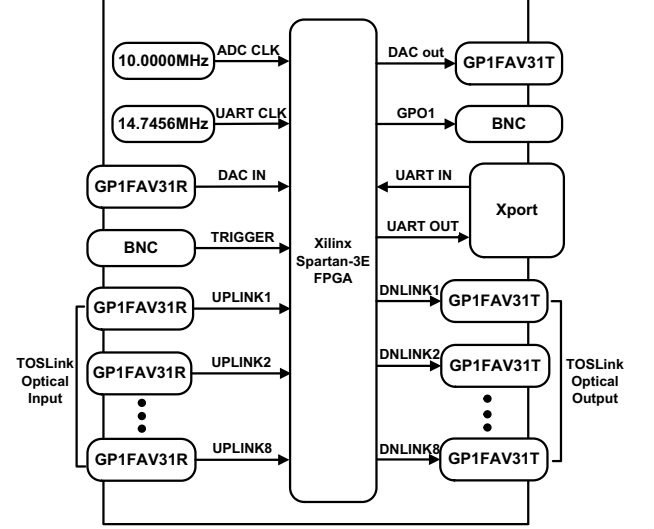 10.0000MHz
ADC CLK
14.7456MHz
UART CLK
GP1FAV31R
DAC IN
BNC
TRIGGER
GP1FAV31R
UPLINK1
GP1FAV31R
UPLINK2
GP1FAV31R
UPLINK8
TOSLink
Optical
Input
Xilinx
Spartan-3E
FPGA
DAC out
GP1FAV31T
GPO1
BNC
UART IN
UART OUT
Xport
DNLINK1
GP1FAV31T
DNLINK2
GP1FAV31T
DNLINK8
GP1FAV31T
TOSLink
Optical
Output